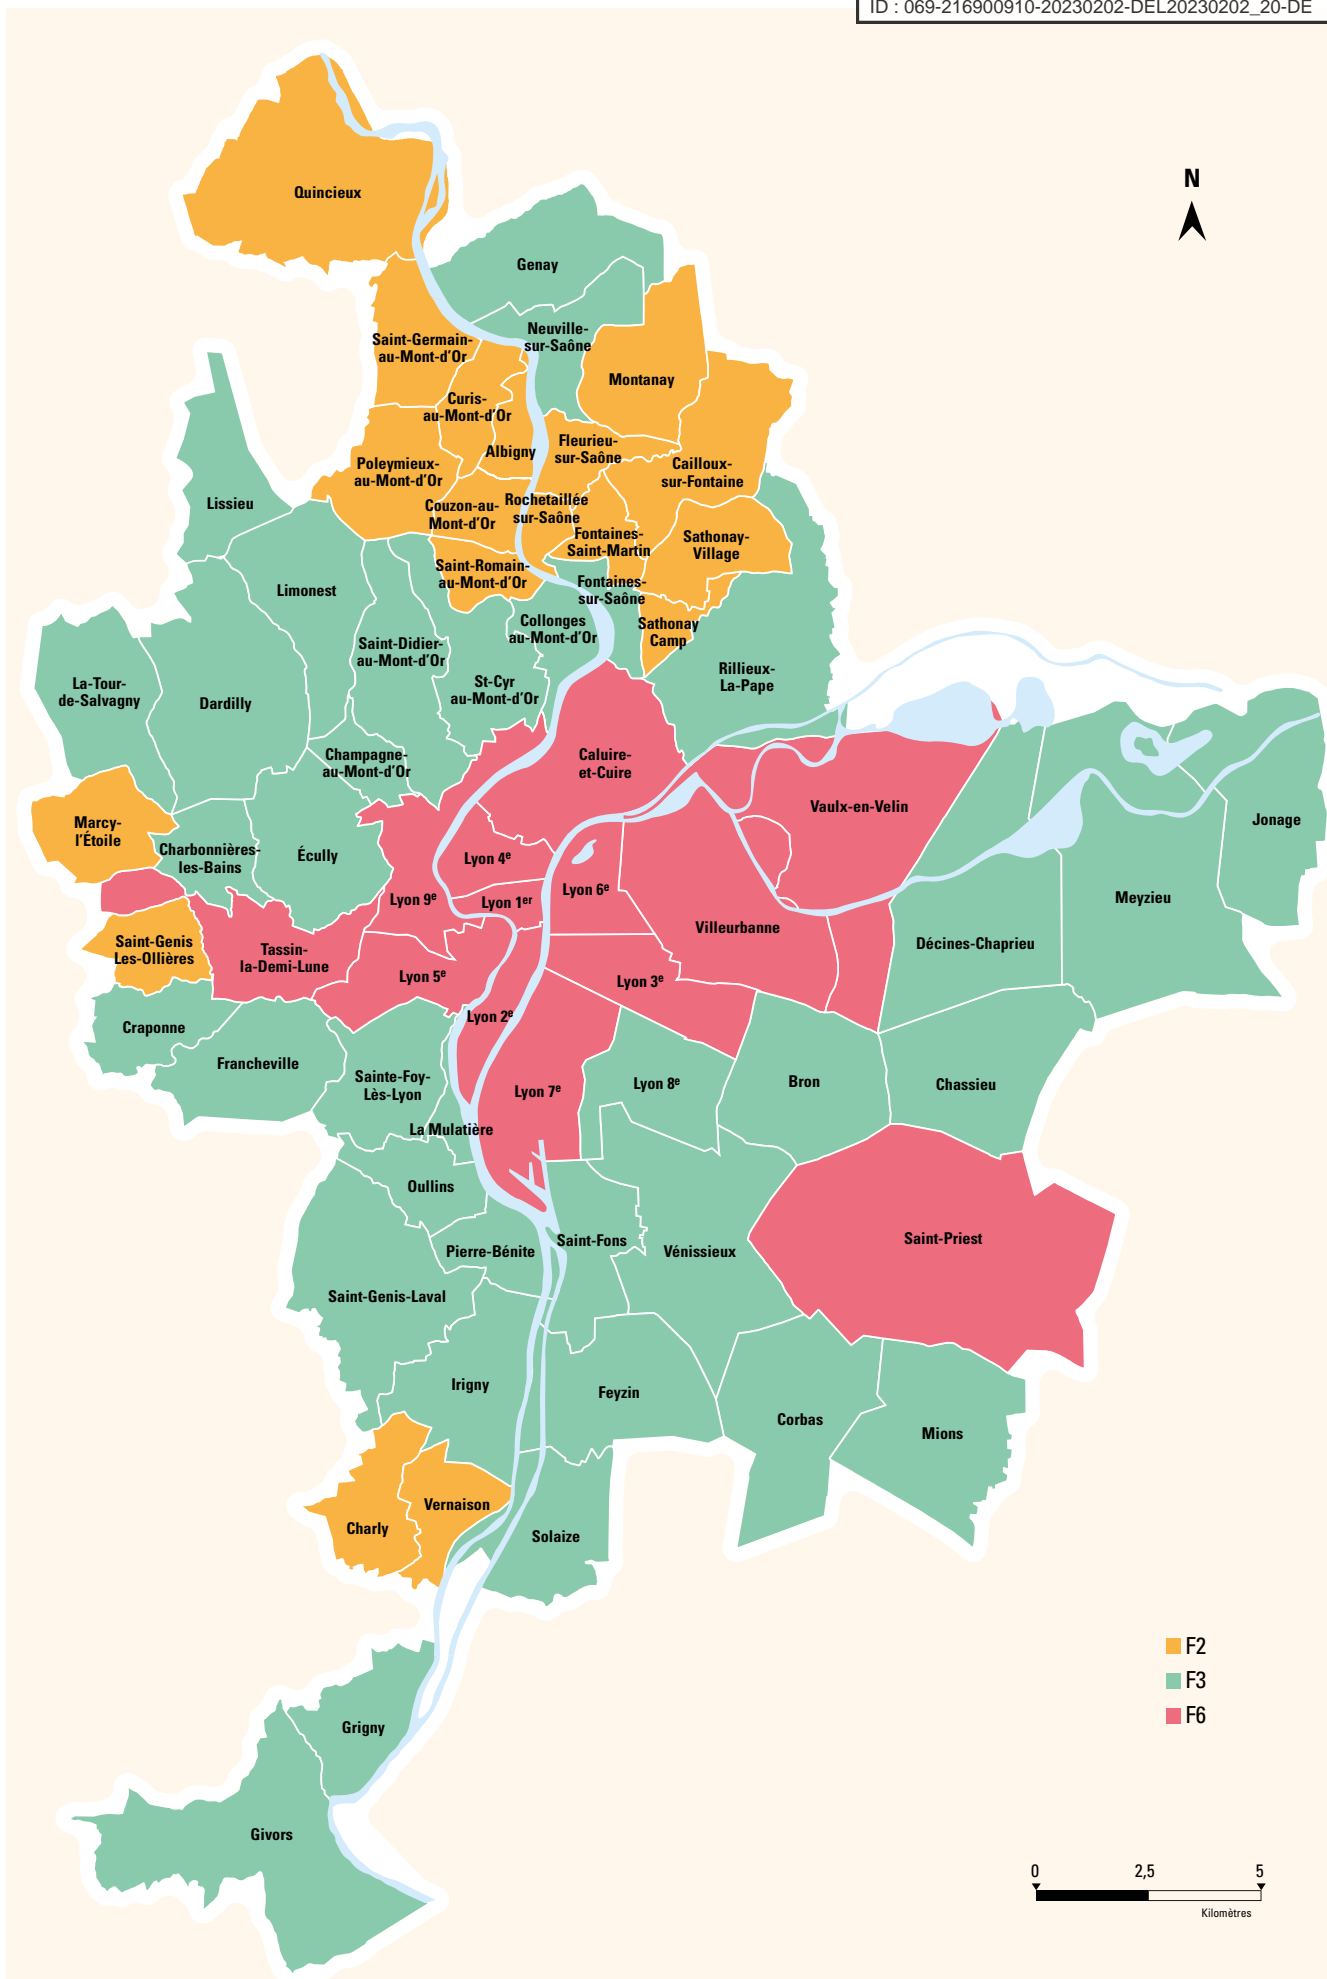 ID : 069-216900910-20230202-DEL20230202_20-DE
N
Quincieux
Genay
Neuville-
sur-Saône
Saint-Germain-
au-Mont-d'Or
Montanay
Curis-
au-Mont-d'Or
Albigny
Fleurieu-
sur-Saône
Poleymieux-
au-Mont-d'Or
Cailloux-
sur-Fontaine
Lissieu
Couzon-au-
Mont-d'Or
Rochetaillée
sur-Saône
Fontaines-
Saint-Martin
Sathonay-
Village
Saint-Romain-
au-Mont-d'Or
Limonest
Fontaines-
sur-Saône
Collonges
au-Mont-d'Or
Sathonay
Camp
Saint-Didier-
au-Mont-d'Or
Rillieux-
La-Pape
La-Tour-
de-Salvagny
St-Cyr
au-Mont-d'Or
Dardilly
Champagne-
au-Mont-d'Or
Caluire-
et-Cuire
Vaulx-en-Velin
Jonage
Marcy-
l'Étoile
Charbonnières-
les-Bains
Écully
Lyon 4e
Lyon 9e
Lyon 1er
Lyon 6e
Meyzieu
Villeurbanne
Décines-Chaprieu
Saint-Genis
Les-Ollières
Tassin-
la-Demi-Lune
Lyon 5e
Lyon 3e
Lyon 2e
Craponne
Francheville
Sainte-Foy-
Lès-Lyon
Lyon 7e
Lyon 8e
Bron
Chassieu
La Mulatière
Oullins
Pierre-Bénite
Saint-Fons
Vénissieux
Saint-Priest
Saint-Genis-Laval
Irigny
Feyzin
Corbas
Mions
Vernaison
Charly
Solaize
F2
F3
F6
Grigny
Givors
0 2,5 5
Kilomètres